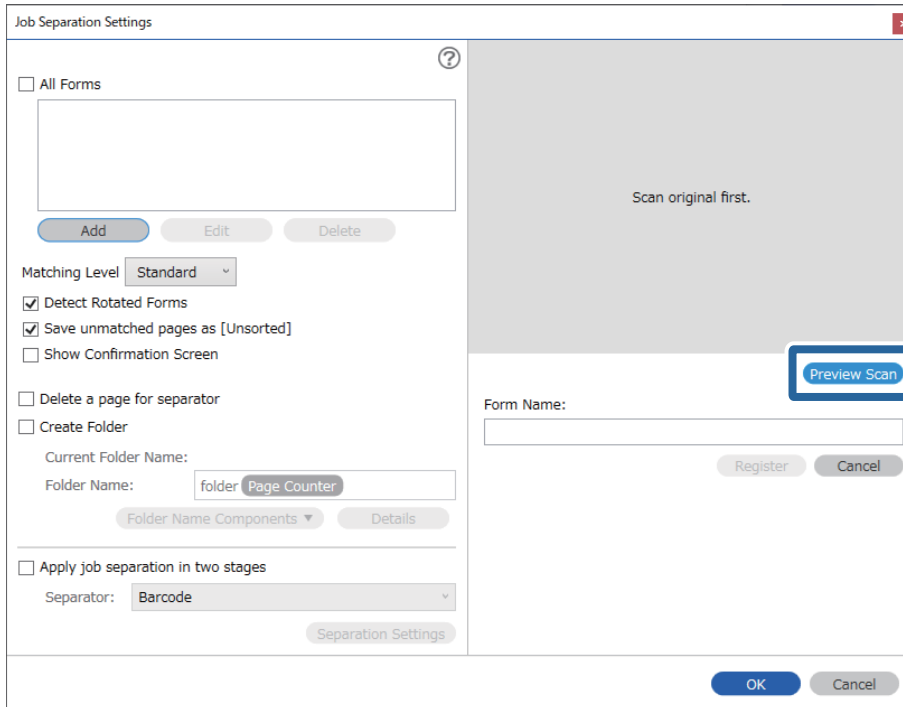 Job Separation Settings
?
All Forms
Add Edit Delete
Matching Level Standard
Detect Rotated Forms
Save unmatched pages as [Unsorted]
Show Confirmation Screen
Delete a page for separator
Create Folder
Current Folder Name:
Folder Name: folder Page Counter
Folder Name Components Details
Apply job separation in two stages
Separator: Barcode
Separation Settings
Scan original first.
Preview Scan
Form Name:
Register Cancel
OK Cancel